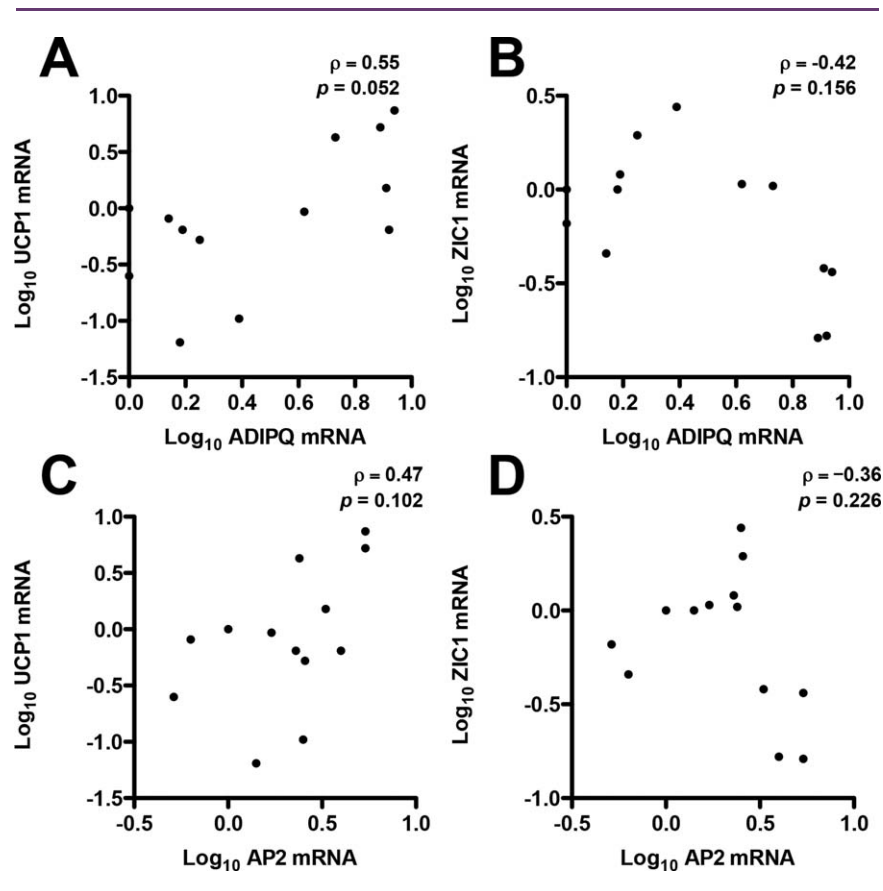 A
ρ = 0.55
p = 0.052
Log10 UCP1 mRNA
1.0
0.5
0.0
-0.5
-1.0
-1.5
0.0 0.2 0.4 0.6 0.8 1.0
Log10 ADIPQ mRNA
B
ρ = -0.42
p = 0.156
Log10 ZIC1 mRNA
0.5
0.0
-0.5
-1.0
0.0 0.2 0.4 0.6 0.8 1.0
Log10 ADIPQ mRNA
C
ρ = 0.47
p = 0.102
Log10 UCP1 mRNA
1.0
0.5
0.0
-0.5
-1.0
-1.5
-0.5 0.0 0.5 1.0
Log10 AP2 mRNA
D
ρ = −0.36
p = 0.226
Log10 ZIC1 mRNA
0.5
0.0
-0.5
-1.0
-0.5 0.0 0.5 1.0
Log10 AP2 mRNA